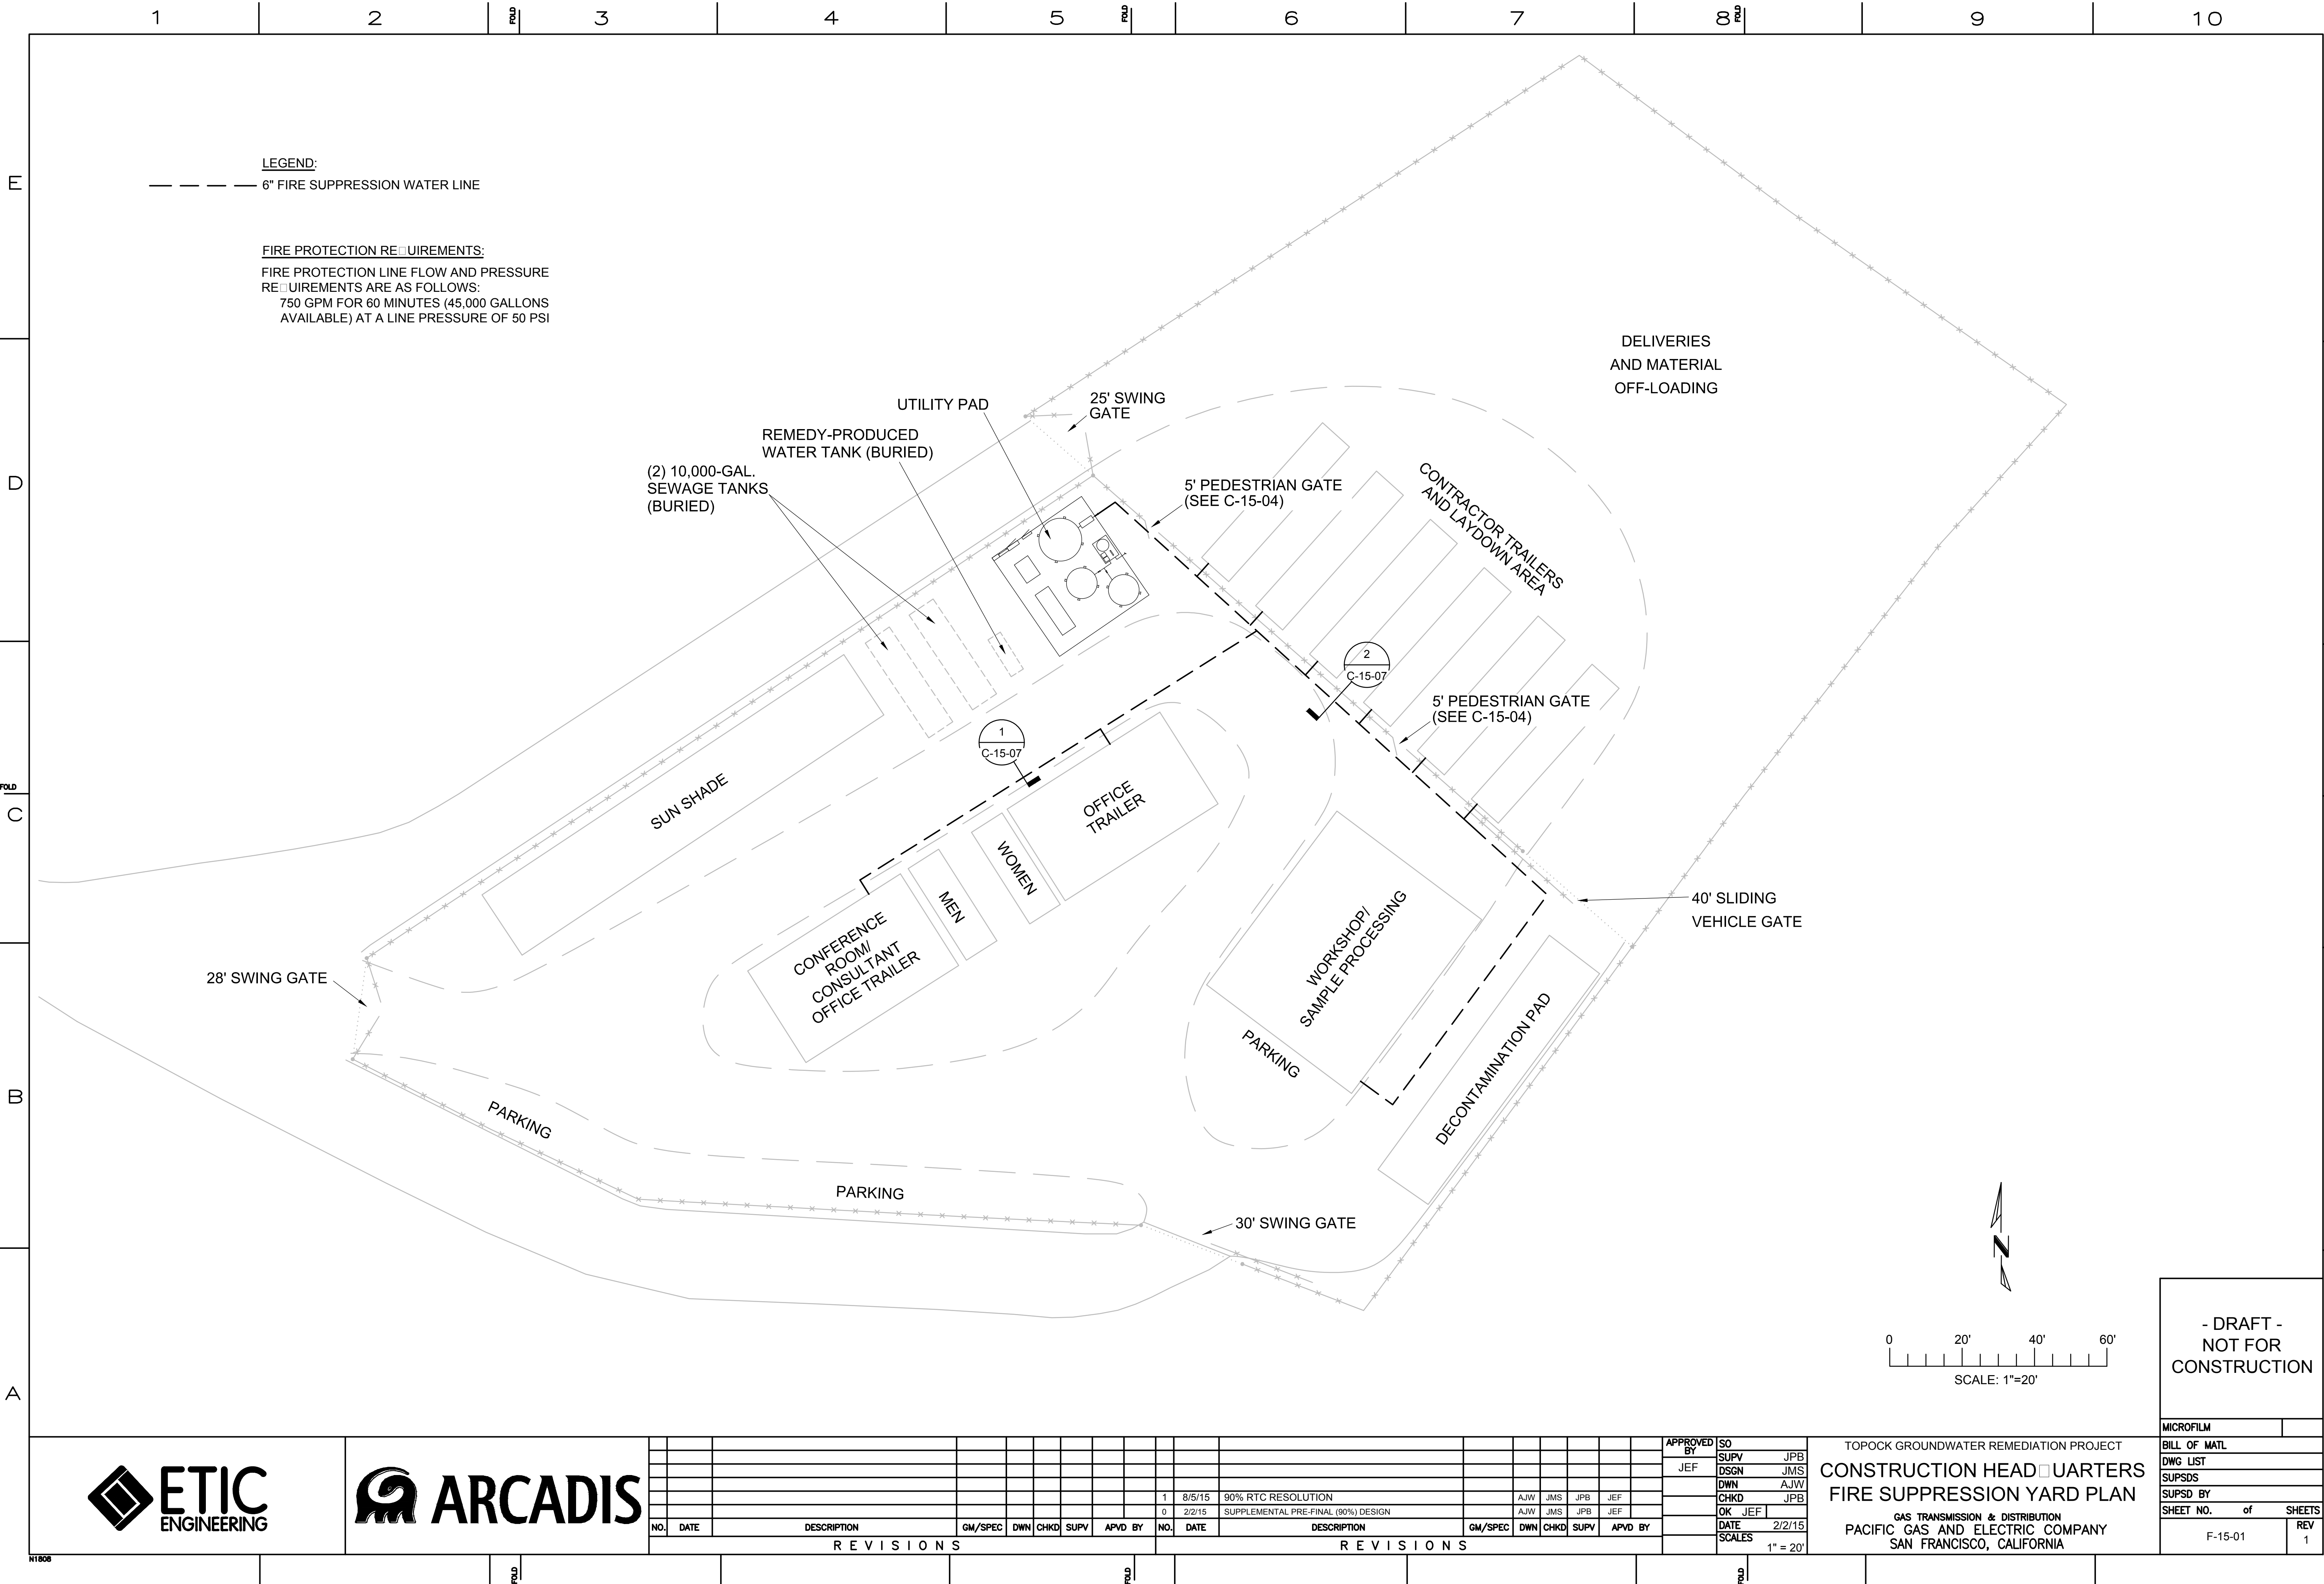 1 2 FOLD 3 4 5 FOLD 6 7 8 FOLD 9 10
E
D
FOLD
C
B
A
LEGEND:
6" FIRE SUPPRESSION WATER LINE
FIRE PROTECTION RE□UIREMENTS:
FIRE PROTECTION LINE FLOW AND PRESSURE
RE□UIREMENTS ARE AS FOLLOWS:
750 GPM FOR 60 MINUTES (45,000 GALLONS
AVAILABLE) AT A LINE PRESSURE OF 50 PSI
DELIVERIES
AND MATERIAL
OFF-LOADING
UTILITY PAD
25' SWING
GATE
REMEDY-PRODUCED
WATER TANK (BURIED)
(2) 10,000-GAL.
SEWAGE TANKS
(BURIED)
5' PEDESTRIAN GATE
(SEE C-15-04)
CONTRACTOR TRAILERS
AND LAYDOWN AREA
2
C-15-07
5' PEDESTRIAN GATE
(SEE C-15-04)
1
C-15-07
SUN SHADE
OFFICE
TRAILER
WOMEN
MEN
CONFERENCE
ROOM/
CONSULTANT
OFFICE TRAILER
WORKSHOP/
SAMPLE PROCESSING
40' SLIDING
VEHICLE GATE
28' SWING GATE
PARKING
DECONTAMINATION PAD
PARKING
PARKING
30' SWING GATE
N
0 20' 40' 60'
SCALE: 1"=20'
- DRAFT -
NOT FOR
CONSTRUCTION
MICROFILM
BILL OF MATL
DWG LIST
SUPSDS
SUPSD BY
SHEET NO. of SHEETS
F-15-01
REV
1
ETIC
ENGINEERING
ARCADIS
1 8/5/15 90% RTC RESOLUTION AJW JMS JPB JEF
0 2/2/15 SUPPLEMENTAL PRE-FINAL (90%) DESIGN AJW JMS JPB JEF
NO. DATE DESCRIPTION GM/SPEC DWN CHKD SUPV APVD BY NO. DATE DESCRIPTION GM/SPEC DWN CHKD SUPV APVD BY
REVISIONS REVISIONS
APPROVED
BY
JEF
SO
SUPV JPB
DSGN JMS
DWN AJW
CHKD JPB
OK JEF
DATE 2/2/15
SCALES
1" = 20'
TOPOCK GROUNDWATER REMEDIATION PROJECT
CONSTRUCTION HEAD□UARTERS
FIRE SUPPRESSION YARD PLAN
GAS TRANSMISSION & DISTRIBUTION
PACIFIC GAS AND ELECTRIC COMPANY
SAN FRANCISCO, CALIFORNIA
N1808
FOLD FOLD FOLD